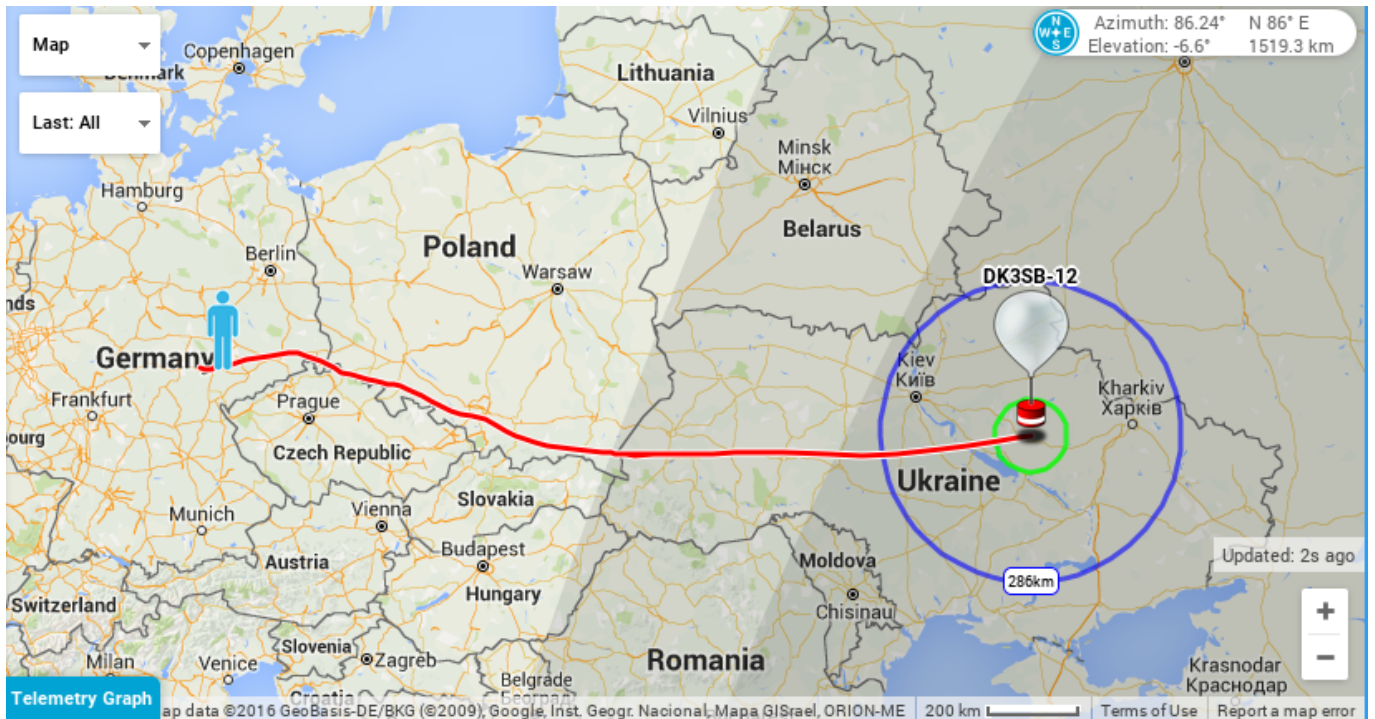 Map
Copenhagen
Denmark
Lithuania
Azimuth: 86.24° N 86° E
Elevation: -6.6° 1519.3 km
Last: All
Vilnius
Minsk
Мінск
Hamburg
Belarus
Poland
Berlin
Warsaw
DK3SB-12
nds
Germany
Kiev
Київ
Kharkiv
Харків
Frankfurt
Prague
ourg
Czech Republic
Ukraine
Slovakia
Munich
Vienna
Austria
Budapest
Moldova
Updated: 2s ago
286km
Hungary
Switzerland
Chisinau
+
Slovenia
Milan
Venice
Zagreb
Romania
−
Krasnodar
Краснодар
Belgrade
Београд
Croatia
Telemetry Graph
ap data ©2016 GeoBasis-DE/BKG (©2009), Google, Inst. Geogr. Nacional, Mapa GISrael, ORION-ME
200 km
Terms of Use
Report a map error
N
W E
S